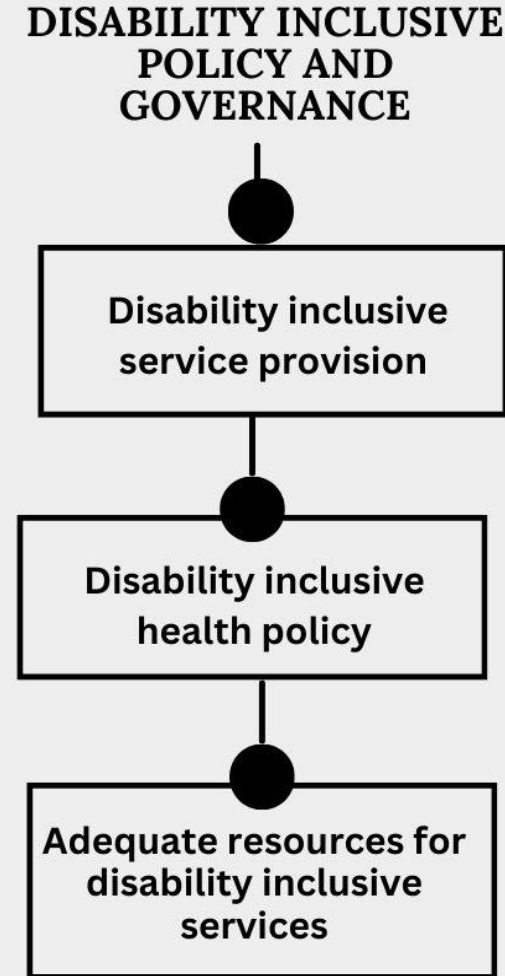 DISABILITY INCLUSIVE
POLICY AND
GOVERNANCE
Disability inclusive
service provision
Disability inclusive
health policy
Adequate resources for
disability inclusive
services